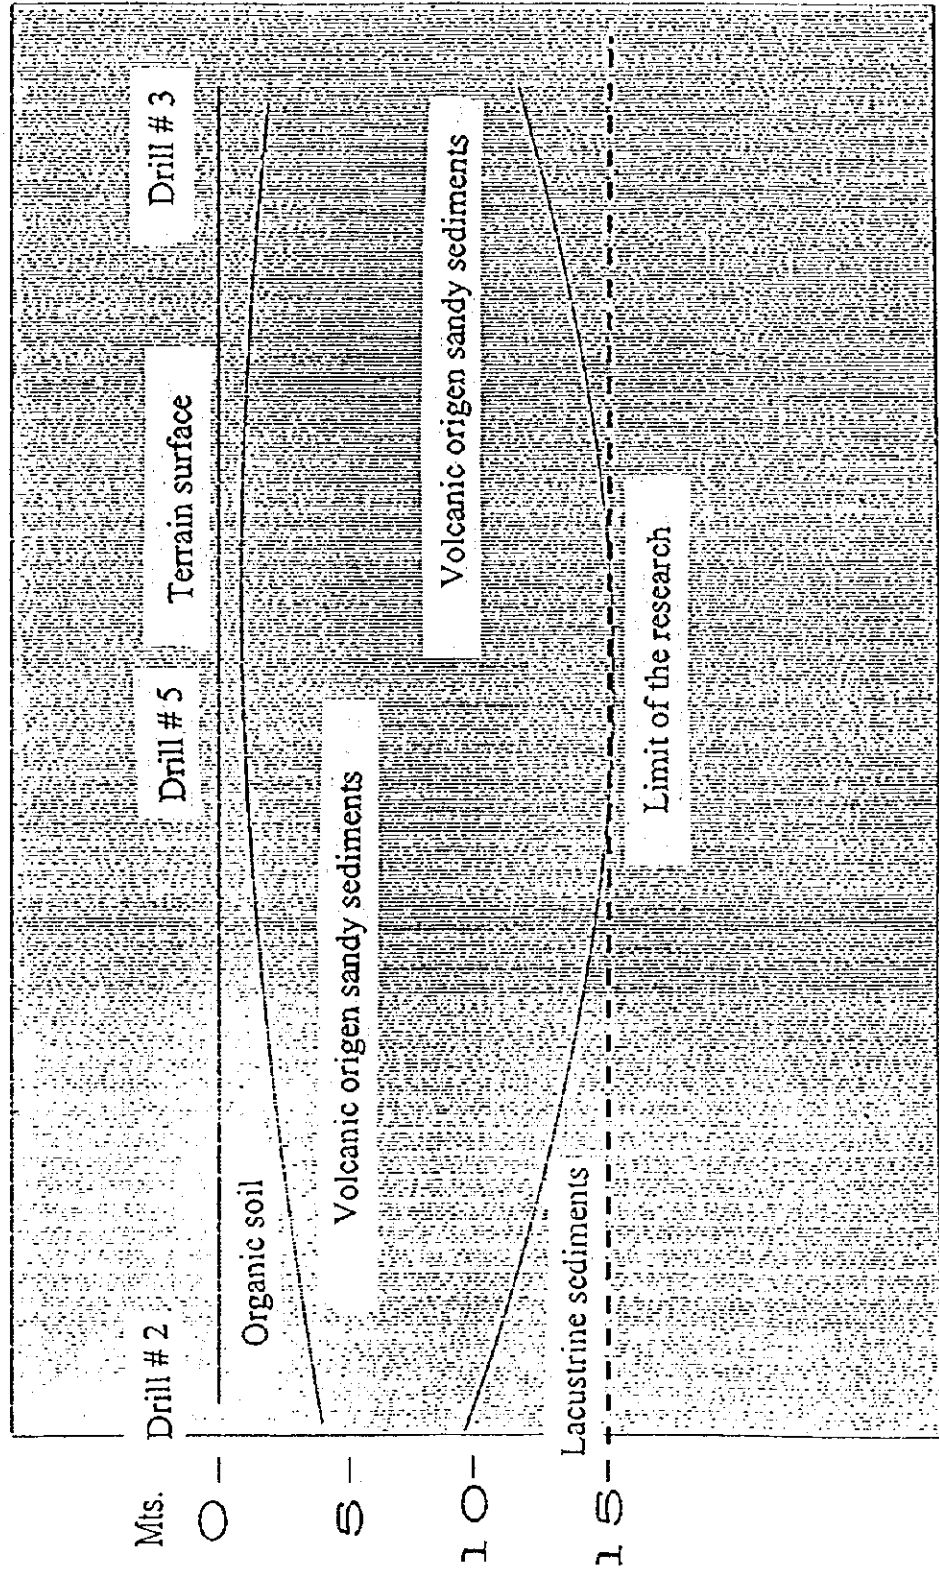 Drill # 2
Drill # 5
Drill # 3
Terrain surface
Mts.
0
Organic soil
5
Volcanic origen sandy sediments
10
Volcanic origen sandy sediments
Lacustrine sediments
15
Limit of the research